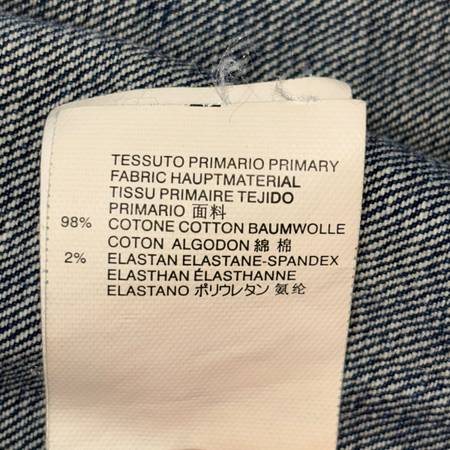 TESSUTO PRIMARIO PRIMARY
FABRIC HAUPTMATERIAL
TISSU PRIMAIRE TEJIDO
PRIMARIO 面料
98% COTONE COTTON BAUMWOLLE
COTON ALGODON 綿 棉
2% ELASTAN ELASTANE-SPANDEX
ELASTHAN ÉLASTHANNE
ELASTANO ポリウレタン 氨纶